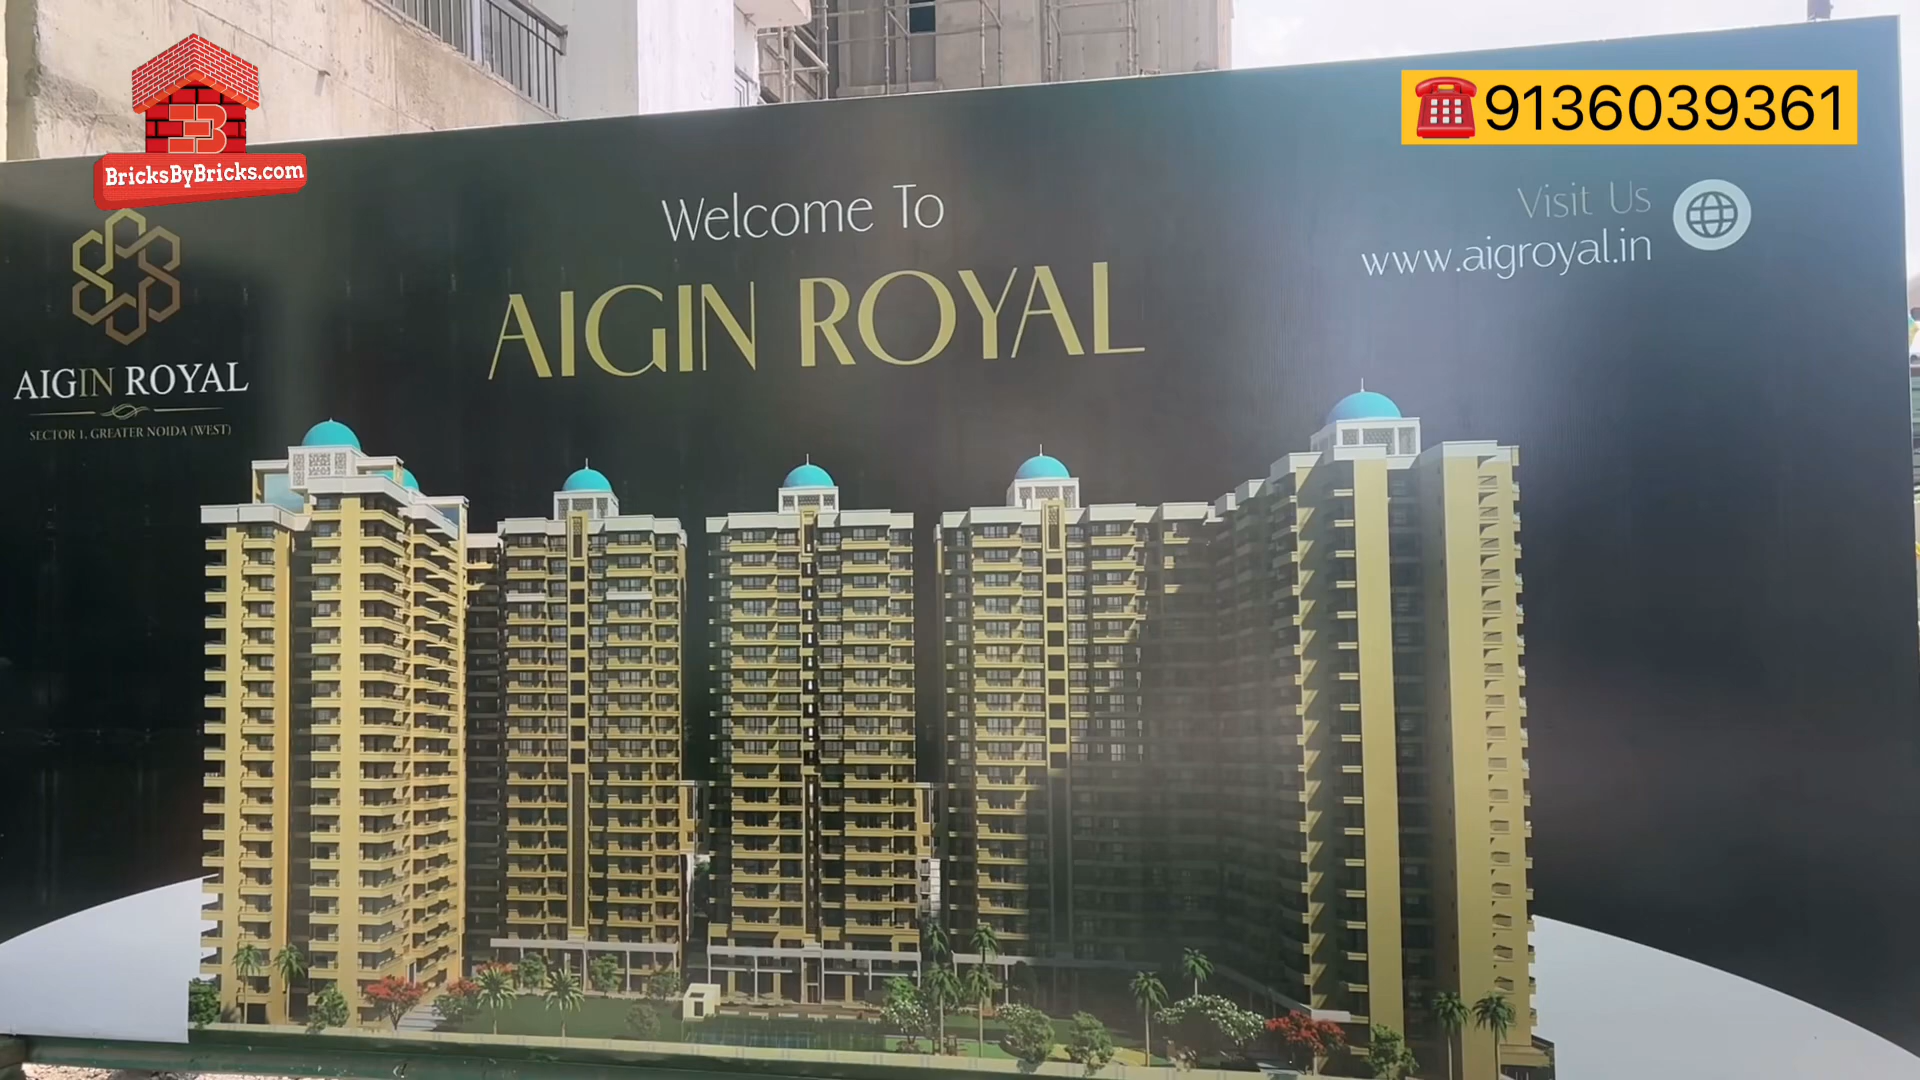 BricksByBricks.com
☎9136039361
Welcome To
AIGIN ROYAL
Visit Us
www.aigroyal.in
AIGIN ROYAL
SECTOR 1, GREATER NOIDA (WEST)